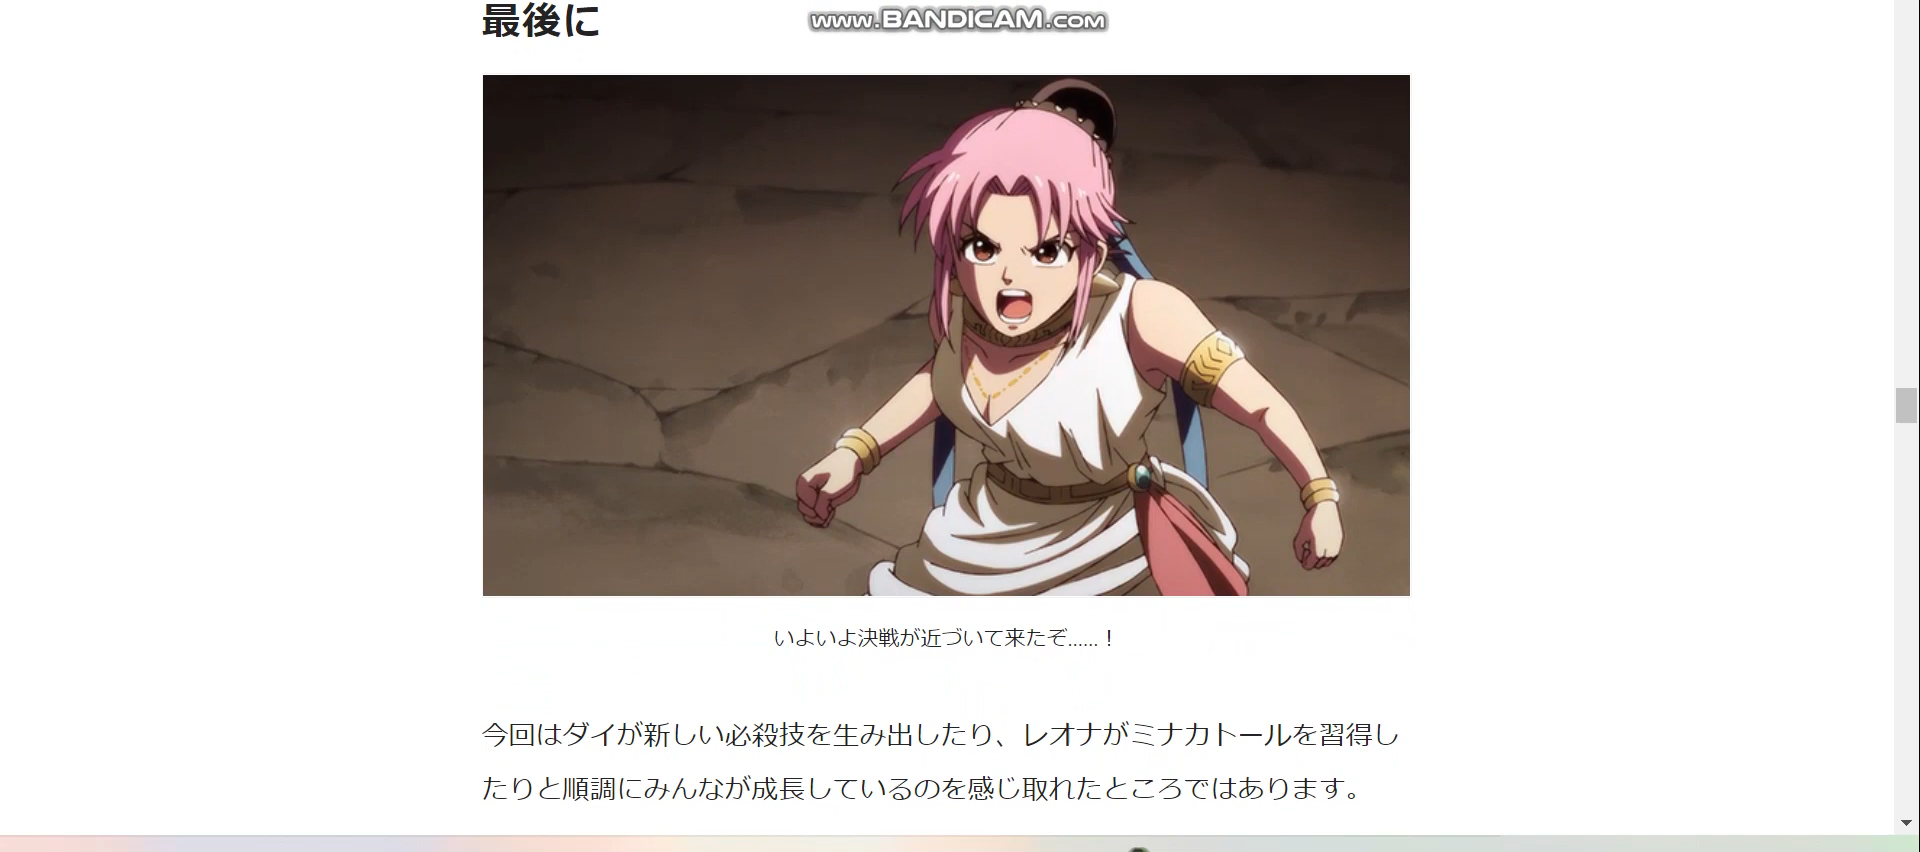 最後に
www.BANDICAM.com
いよいよ決戦が近づいて来たぞ……！
今回はダイが新しい必殺技を生み出したり、レオナがミナカトールを習得し
たりと順調にみんなが成長しているのを感じ取れたところではあります。